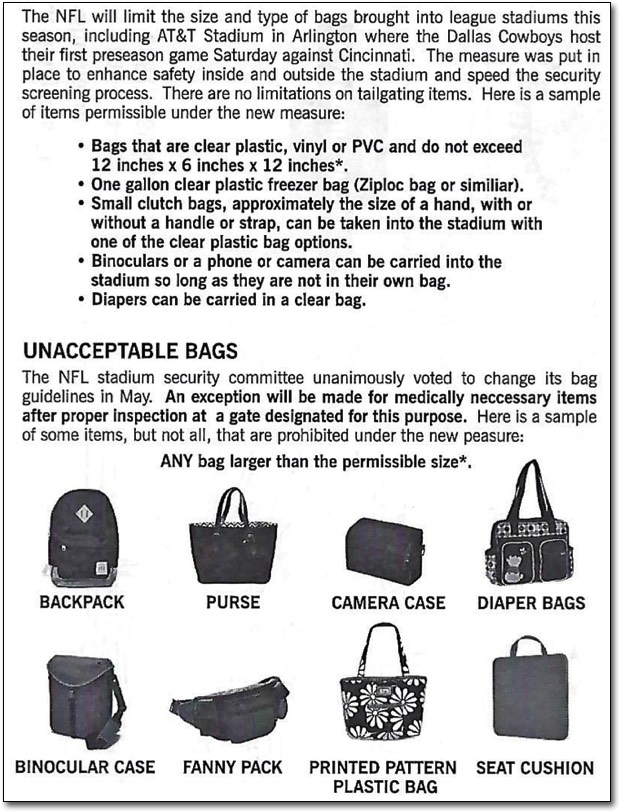 The NFL will limit the size and type of bags brought into league stadiums this
season, including AT&T Stadium in Arlington where the Dallas Cowboys host
their first preseason game Saturday against Cincinnati. The measure was put in
place to enhance safety inside and outside the stadium and speed the security
screening process. There are no limitations on tailgating items. Here is a sample
of items permissible under the new measure:
• Bags that are clear plastic, vinyl or PVC and do not exceed
12 inches x 6 inches x 12 inches*.
• One gallon clear plastic freezer bag (Ziploc bag or similiar).
• Small clutch bags, approximately the size of a hand, with or
without a handle or strap, can be taken into the stadium with
one of the clear plastic bag options.
• Binoculars or a phone or camera can be carried into the
stadium so long as they are not in their own bag.
• Diapers can be carried in a clear bag.
UNACCEPTABLE BAGS
The NFL stadium security committee unanimously voted to change its bag
guidelines in May. An exception will be made for medically neccessary items
after proper inspection at a gate designated for this purpose. Here is a sample
of some items, but not all, that are prohibited under the new peasure:
ANY bag larger than the permissible size*.
BACKPACK PURSE CAMERA CASE DIAPER BAGS
BINOCULAR CASE FANNY PACK PRINTED PATTERN SEAT CUSHION
PLASTIC BAG